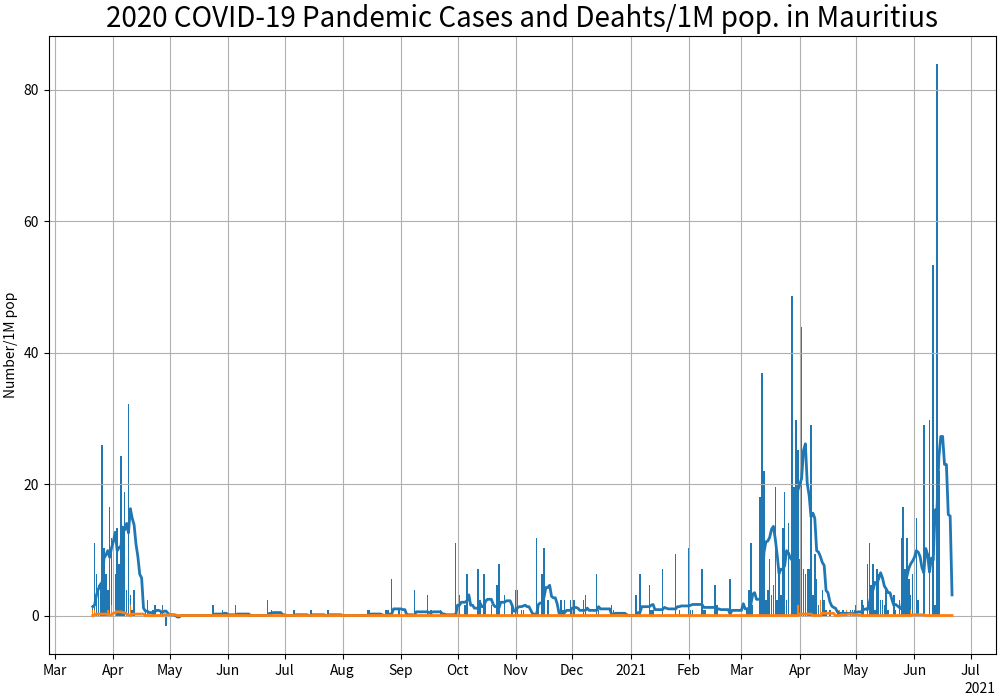 2020 COVID-19 Pandemic Cases and Deahts/1M pop. in Mauritius
Number/1M pop
80
60
40
20
0
Mar Apr May Jun Jul Aug Sep Oct Nov Dec 2021 Feb Mar Apr May Jun Jul
2021